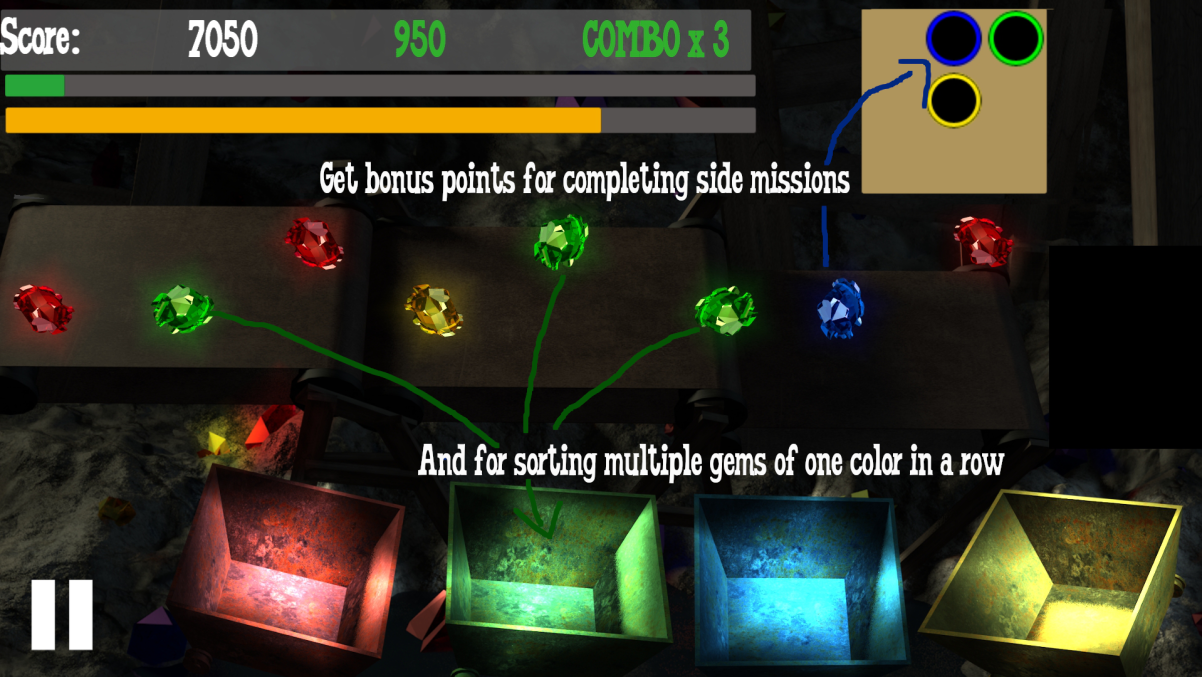 Score: 7050 950 COMBO x 3
Get bonus points for completing side missions
And for sorting multiple gems of one color in a row